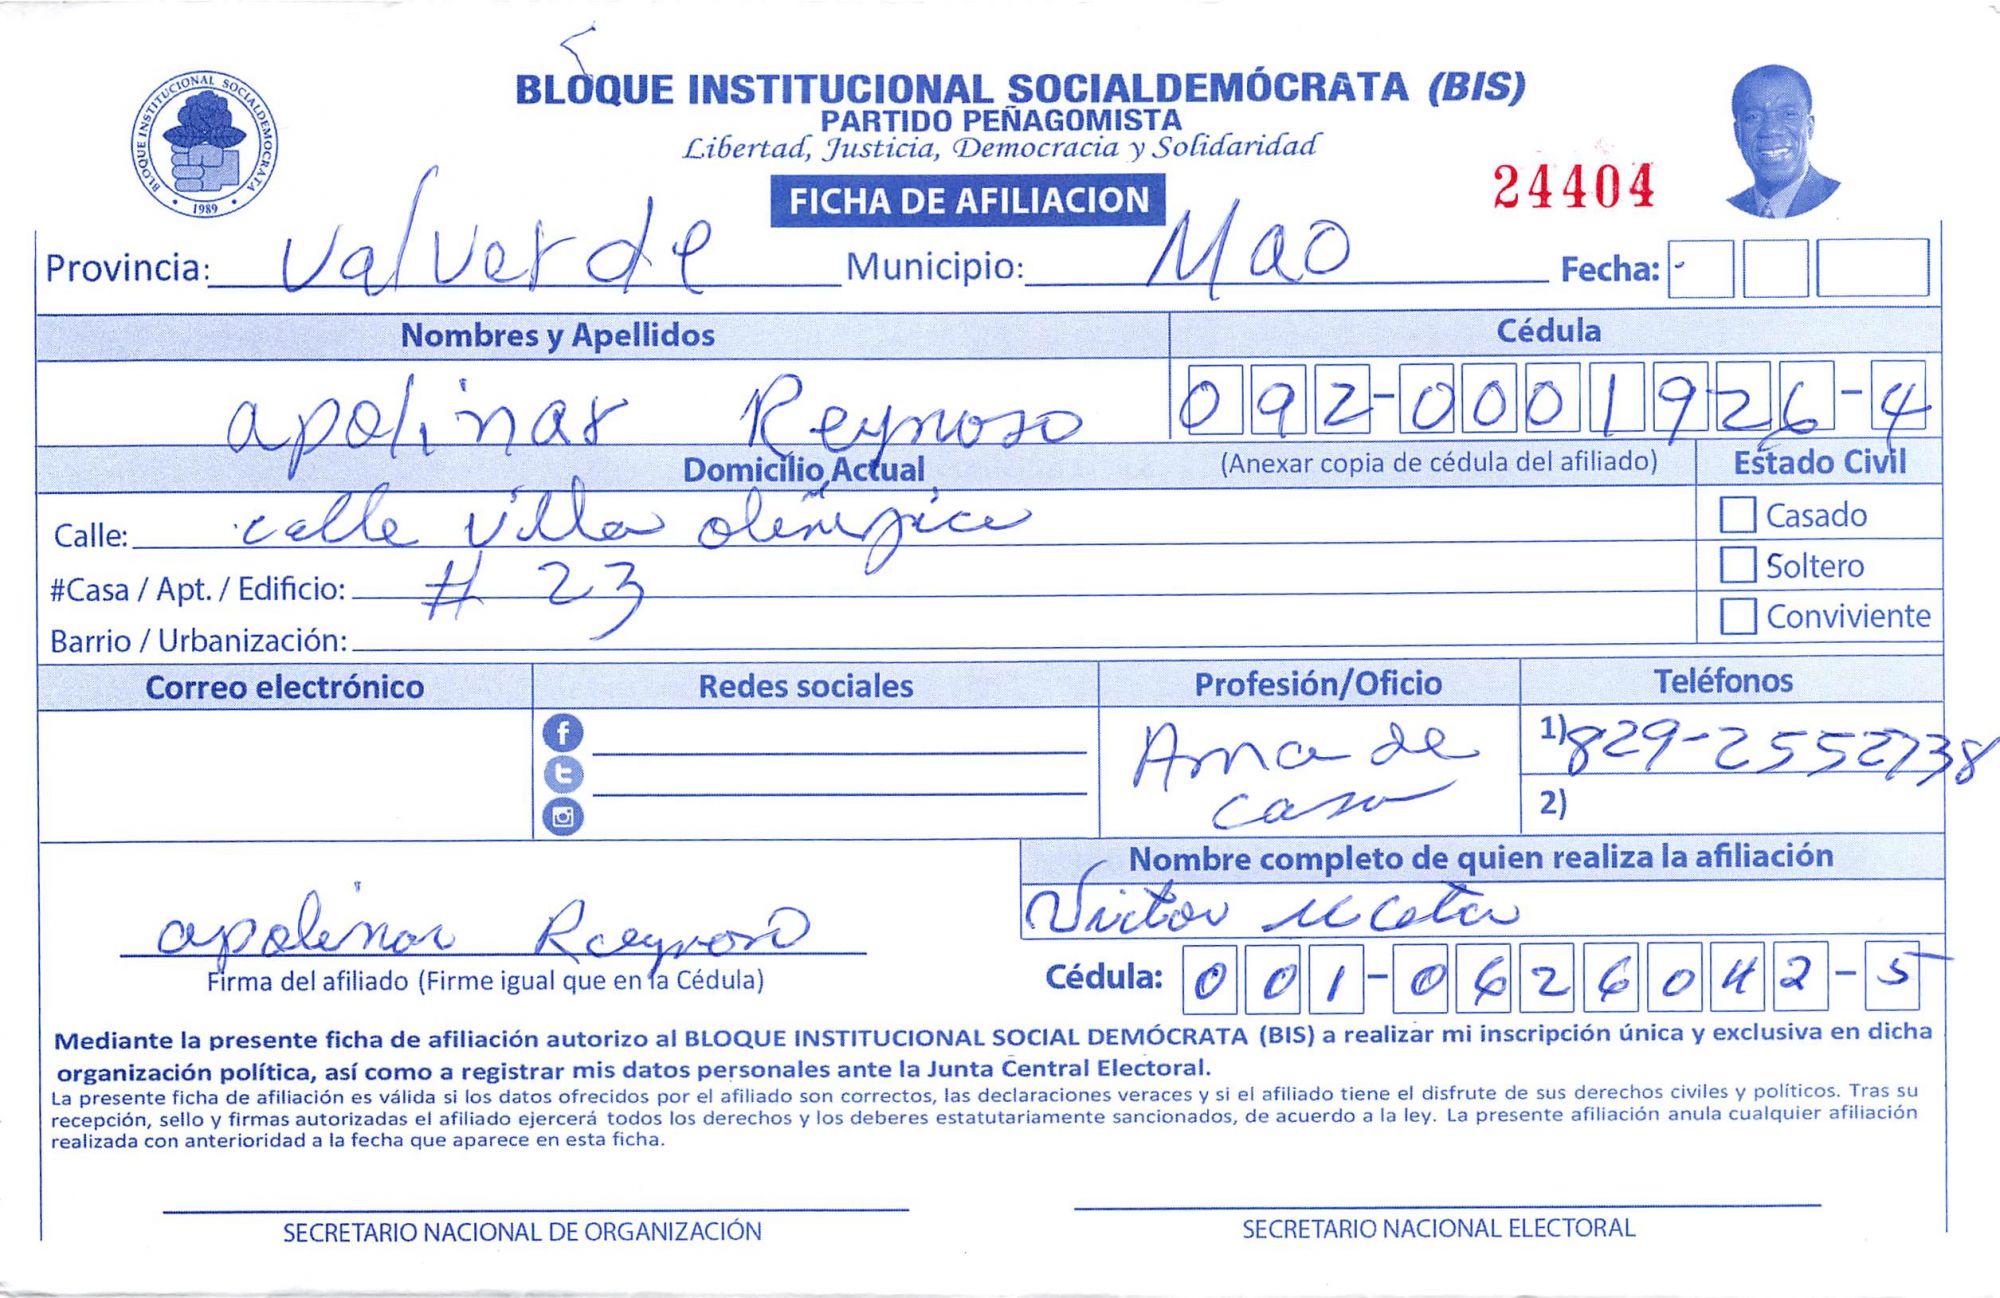 BLOQUE INSTITUCIONAL SOCIALDEMÓCRATA (BIS)
PARTIDO PEÑAGOMISTA
Libertad, Justicia, Democracia y Solidaridad
BLOQUE INSTITUCIONAL SOCIALDEMOCRATA
• 1989 •
24404
FICHA DE AFILIACION
Provincia: Valverde Municipio: Mao Fecha:
Nombres y Apellidos Cédula
apolinar Reynoso 092-0001926-4
Domicilio Actual (Anexar copia de cédula del afiliado) Estado Civil
Calle: calle villa olimpica Casado
#Casa / Apt. / Edificio: # 23 Soltero
Barrio / Urbanización: Conviviente
Correo electrónico Redes sociales Profesión/Oficio Teléfonos
Ama de casa
1) 829-2552738
2)
Nombre completo de quien realiza la afiliación
Victor Uceta
apolinar Reynoso
Firma del afiliado (Firme igual que en la Cédula) Cédula: 001-0626042-5
Mediante la presente ficha de afiliación autorizo al BLOQUE INSTITUCIONAL SOCIAL DEMÓCRATA (BIS) a realizar mi inscripción única y exclusiva en dicha
organización política, así como a registrar mis datos personales ante la Junta Central Electoral.
La presente ficha de afiliación es válida si los datos ofrecidos por el afiliado son correctos, las declaraciones veraces y si el afiliado tiene el disfrute de sus derechos civiles y políticos. Tras su
recepción, sello y firmas autorizadas el afiliado ejercerá todos los derechos y los deberes estatutariamente sancionados, de acuerdo a la ley. La presente afiliación anula cualquier afiliación
realizada con anterioridad a la fecha que aparece en esta ficha.
SECRETARIO NACIONAL DE ORGANIZACIÓN SECRETARIO NACIONAL ELECTORAL